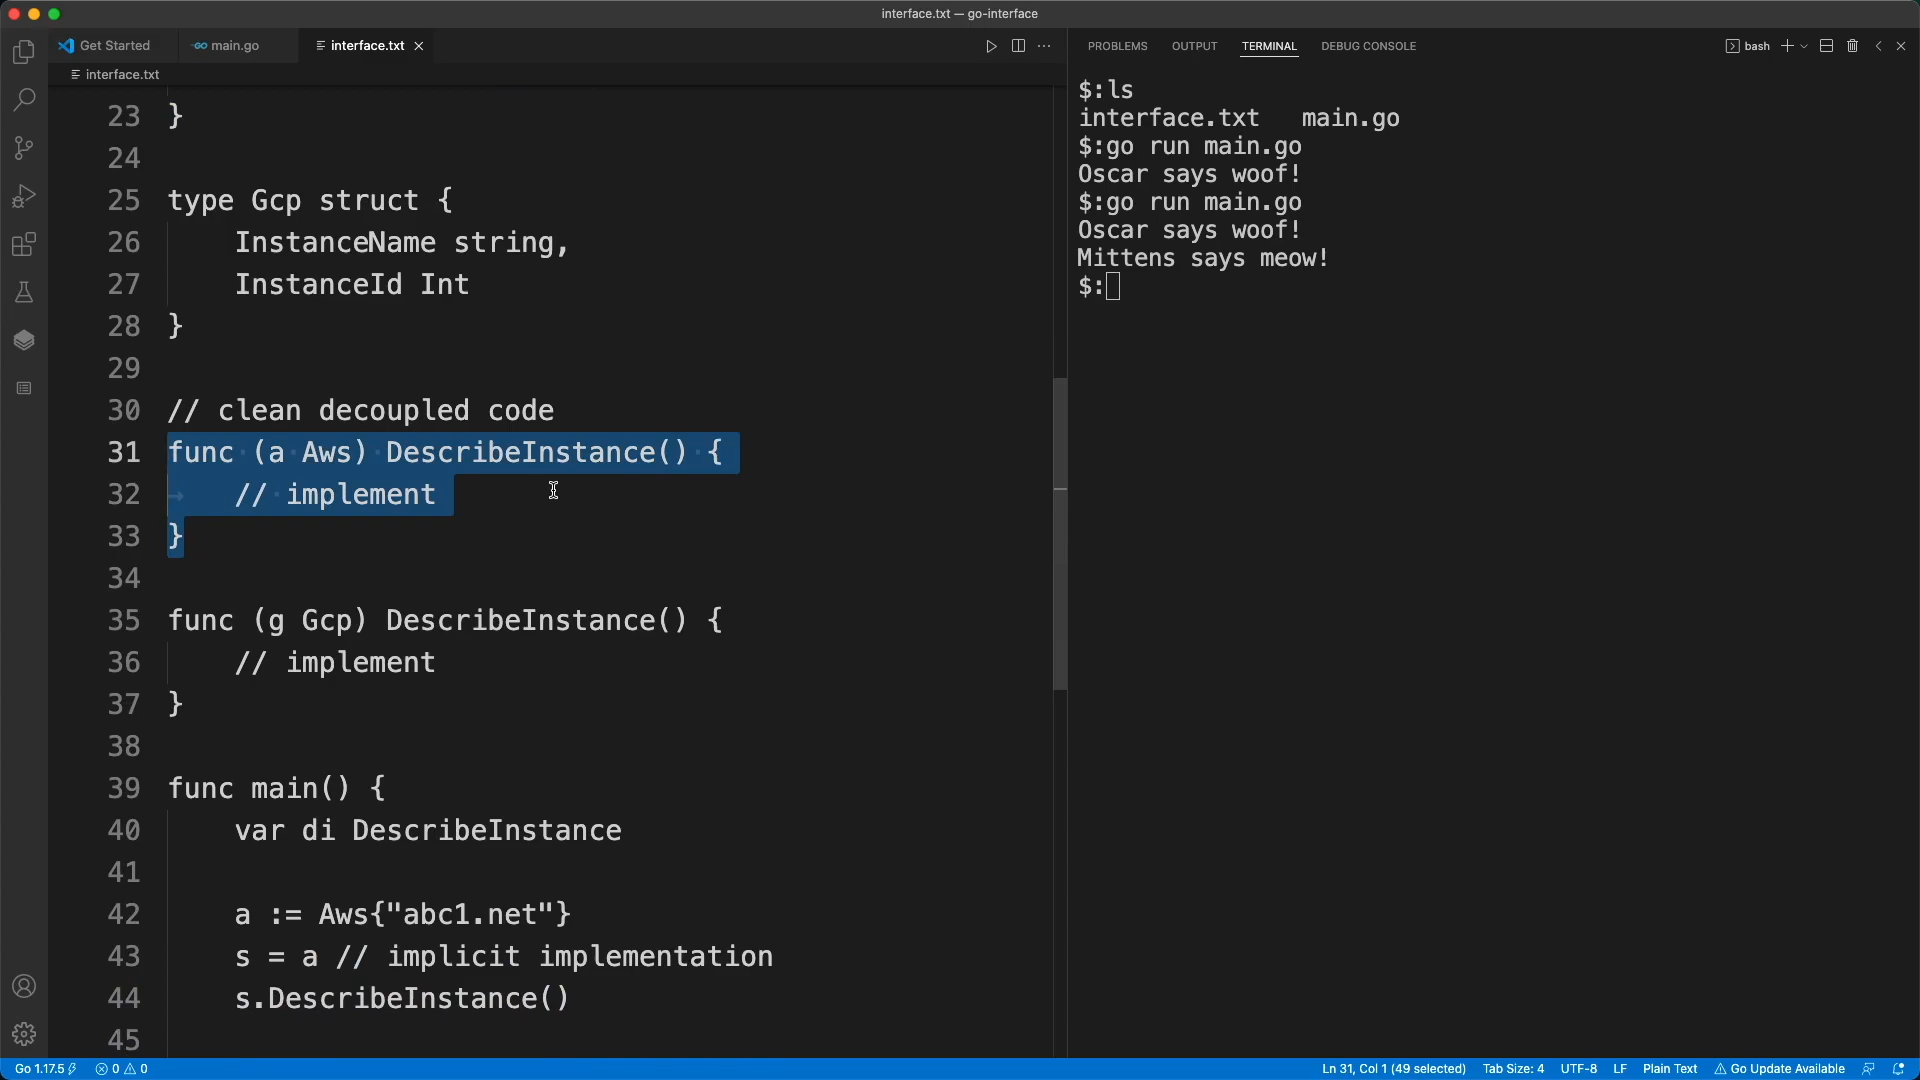 interface.txt — go-interface
Get Started
main.go
interface.txt
PROBLEMS OUTPUT TERMINAL DEBUG CONSOLE
bash
interface.txt
23 }
24
25 type Gcp struct {
26 InstanceName string,
27 InstanceId Int
28 }
29
30 // clean decoupled code
31 func (a Aws) DescribeInstance() {
32 // implement
33 }
34
35 func (g Gcp) DescribeInstance() {
36 // implement
37 }
38
39 func main() {
40 var di DescribeInstance
41
42 a := Aws{"abc1.net"}
43 s = a // implicit implementation
44 s.DescribeInstance()
45
$:ls
interface.txt main.go
$:go run main.go
Oscar says woof!
$:go run main.go
Oscar says woof!
Mittens says meow!
$:
Go 1.17.5 0 0 Ln 31, Col 1 (49 selected) Tab Size: 4 UTF-8 LF Plain Text Go Update Available